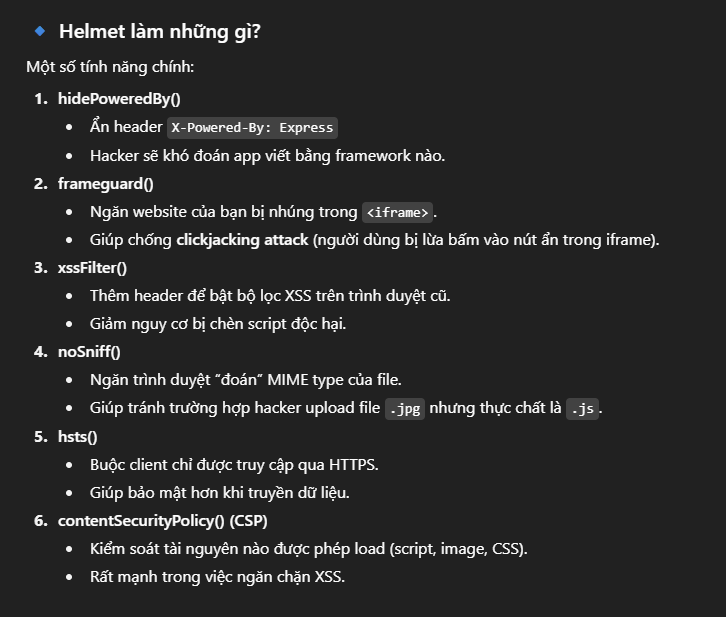 Helmet làm những gì?
Một số tính năng chính:
1. hidePoweredBy()
• Ẩn header X-Powered-By: Express
• Hacker sẽ khó đoán app viết bằng framework nào.
2. frameguard()
• Ngăn website của bạn bị nhúng trong <iframe>.
• Giúp chống clickjacking attack (người dùng bị lừa bấm vào nút ẩn trong iframe).
3. xssFilter()
• Thêm header để bật bộ lọc XSS trên trình duyệt cũ.
• Giảm nguy cơ bị chèn script độc hại.
4. noSniff()
• Ngăn trình duyệt “đoán” MIME type của file.
• Giúp tránh trường hợp hacker upload file .jpg nhưng thực chất là .js.
5. hsts()
• Buộc client chỉ được truy cập qua HTTPS.
• Giúp bảo mật hơn khi truyền dữ liệu.
6. contentSecurityPolicy() (CSP)
• Kiểm soát tài nguyên nào được phép load (script, image, CSS).
• Rất mạnh trong việc ngăn chặn XSS.